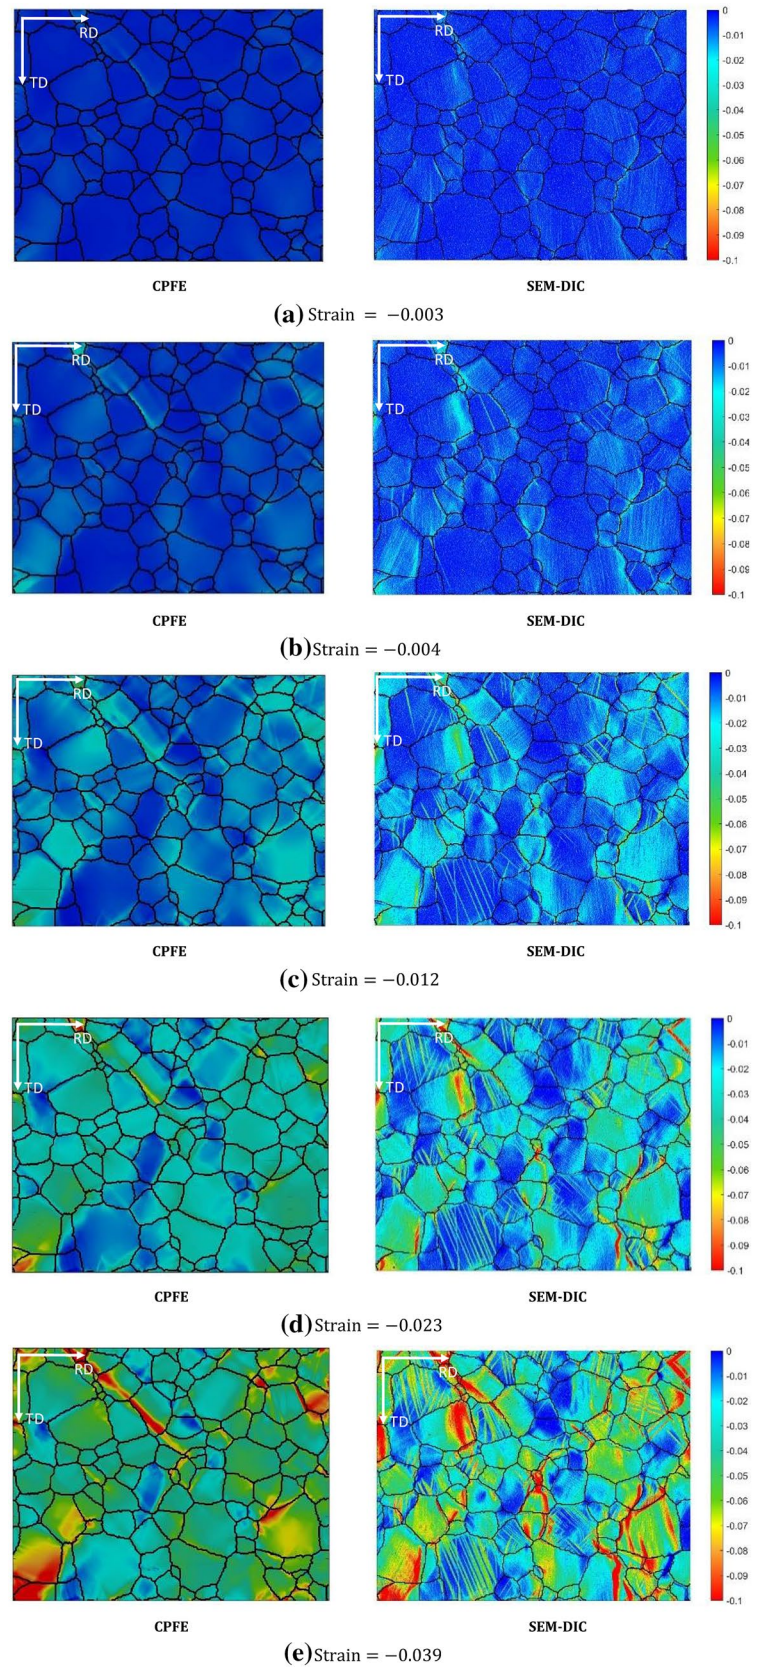 RD
TD
RD
TD
0
-0.01
-0.02
-0.03
-0.04
-0.05
-0.06
-0.07
-0.08
-0.09
-0.1
CPFE
SEM-DIC
(a) Strain = −0.003
RD
TD
RD
TD
0
-0.01
-0.02
-0.03
-0.04
-0.05
-0.06
-0.07
-0.08
-0.09
-0.1
CPFE
SEM-DIC
(b) Strain = −0.004
RD
TD
RD
TD
0
-0.01
-0.02
-0.03
-0.04
-0.05
-0.06
-0.07
-0.08
-0.09
-0.1
CPFE
SEM-DIC
(c) Strain = −0.012
RD
TD
RD
TD
0
-0.01
-0.02
-0.03
-0.04
-0.05
-0.06
-0.07
-0.08
-0.09
-0.1
CPFE
SEM-DIC
(d) Strain = −0.023
RD
TD
RD
TD
0
-0.01
-0.02
-0.03
-0.04
-0.05
-0.06
-0.07
-0.08
-0.09
-0.1
CPFE
SEM-DIC
(e) Strain = −0.039